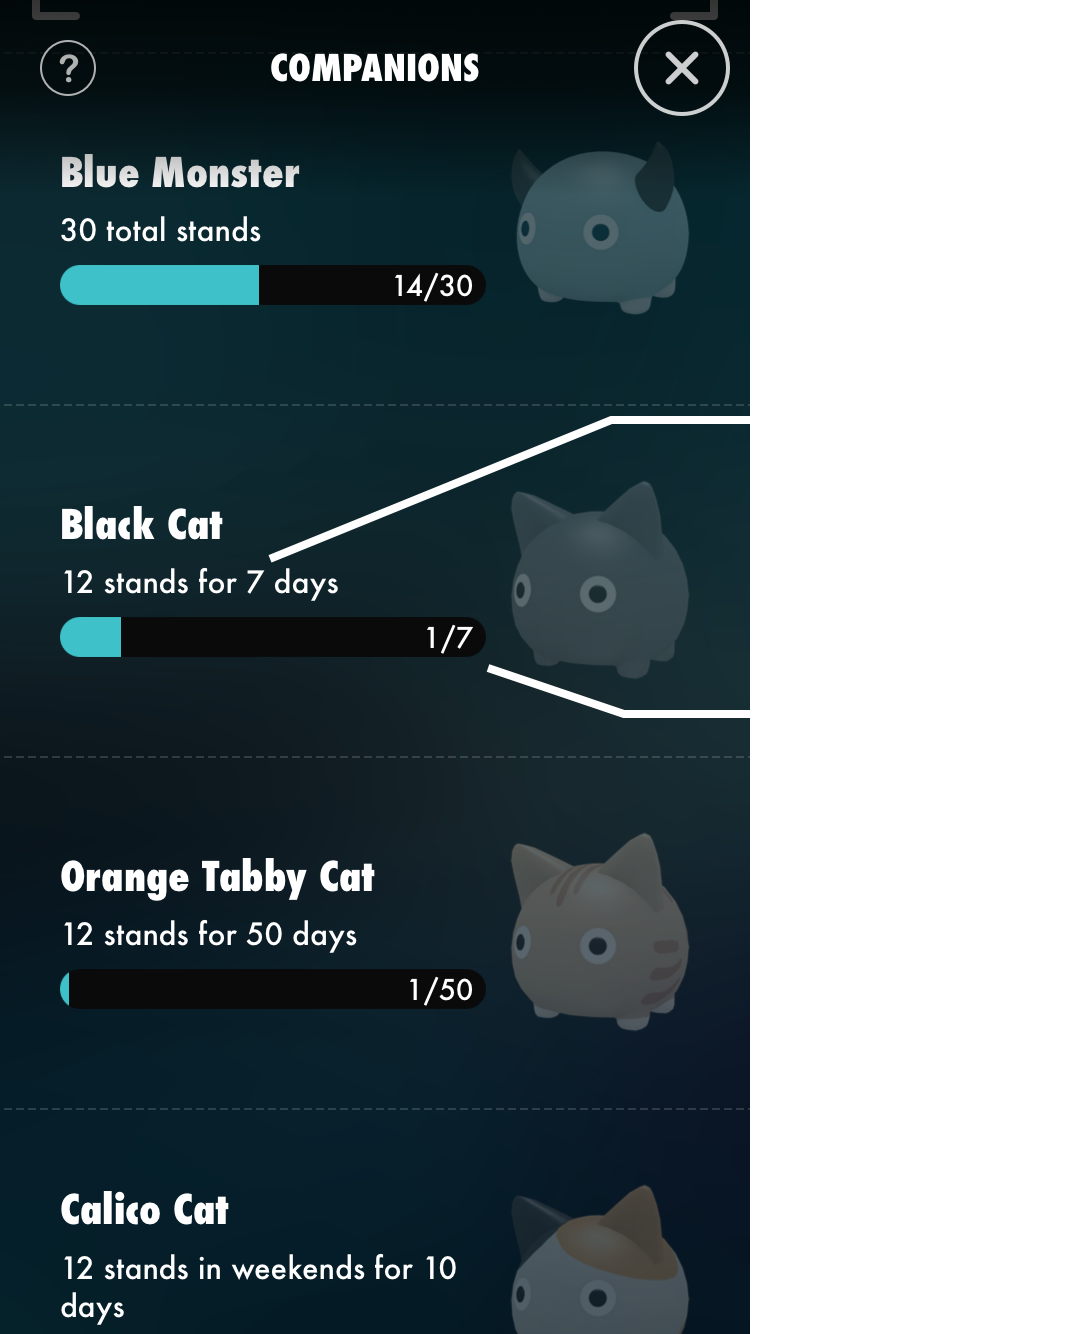 ?
COMPANIONS
Blue Monster
30 total stands
14/30
Black Cat
12 stands for 7 days
1/7
Orange Tabby Cat
12 stands for 50 days
1/50
Calico Cat
12 stands in weekends for 10
days